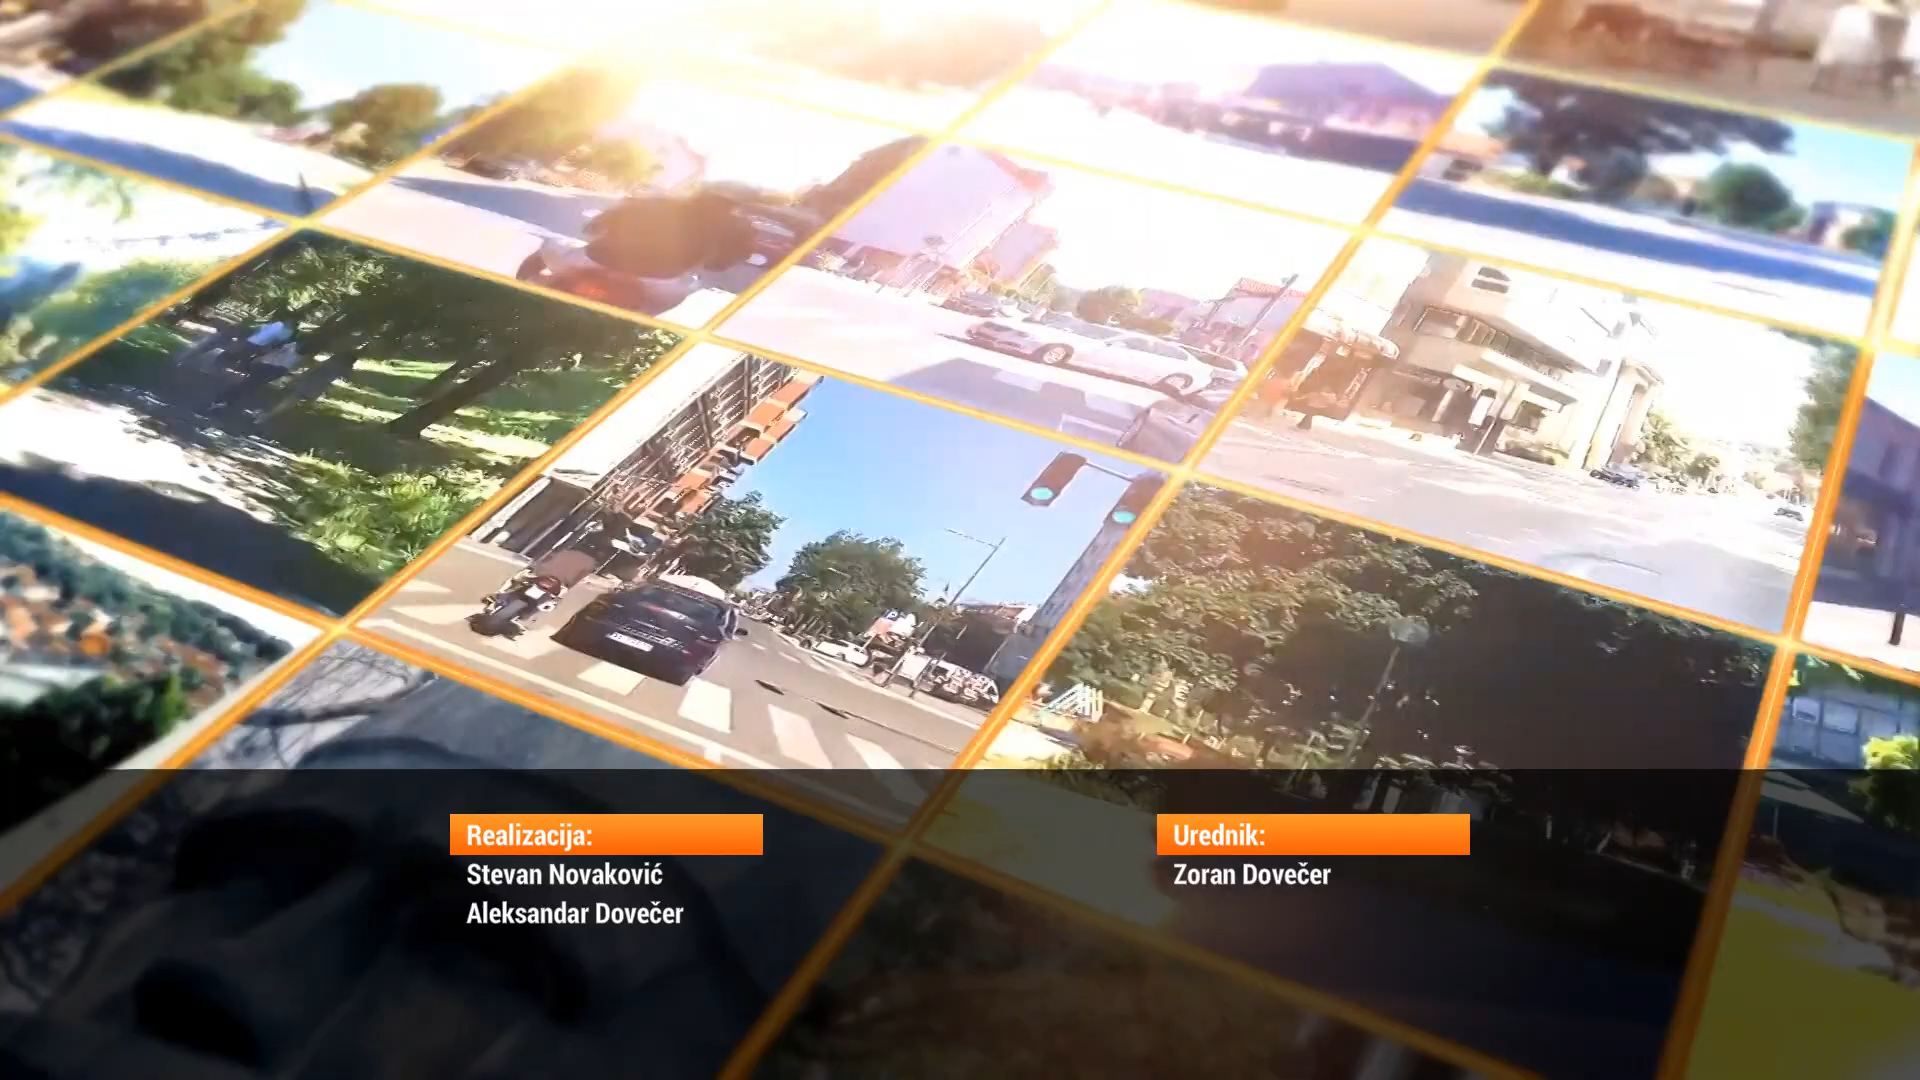 Realizacija:
Stevan Novaković
Aleksandar Dovečer
Urednik:
Zoran Dovečer